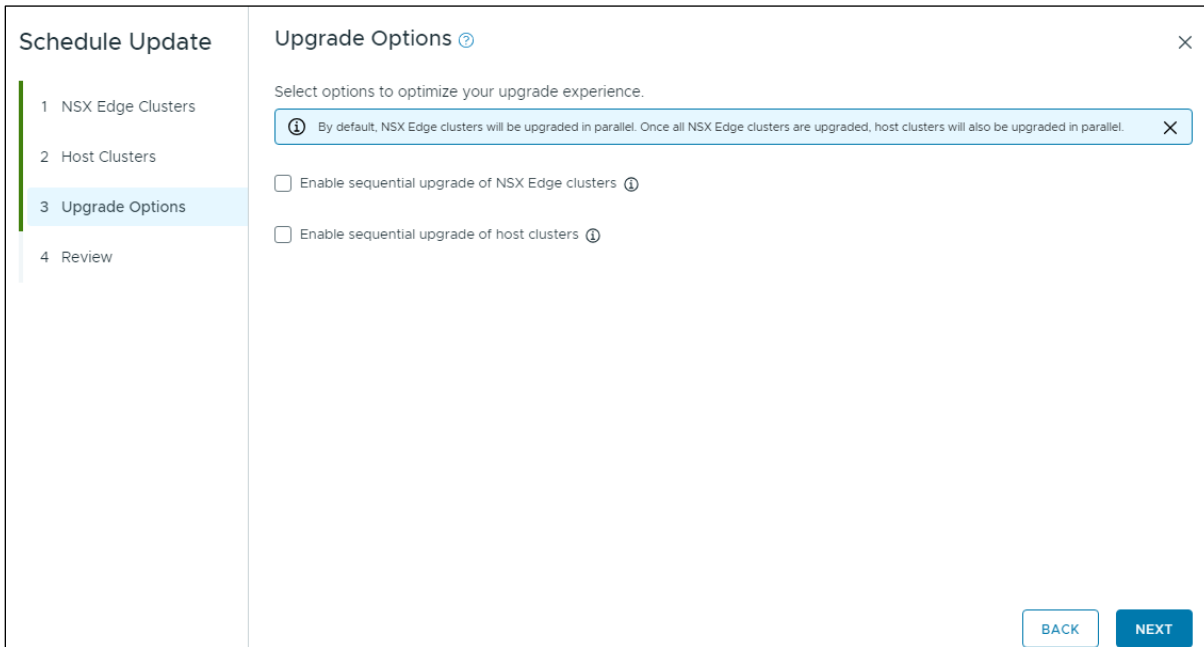 Schedule Update
1 NSX Edge Clusters
2 Host Clusters
3 Upgrade Options
4 Review
Upgrade Options
Select options to optimize your upgrade experience.
By default, NSX Edge clusters will be upgraded in parallel. Once all NSX Edge clusters are upgraded, host clusters will also be upgraded in parallel.
Enable sequential upgrade of NSX Edge clusters
Enable sequential upgrade of host clusters
BACK NEXT